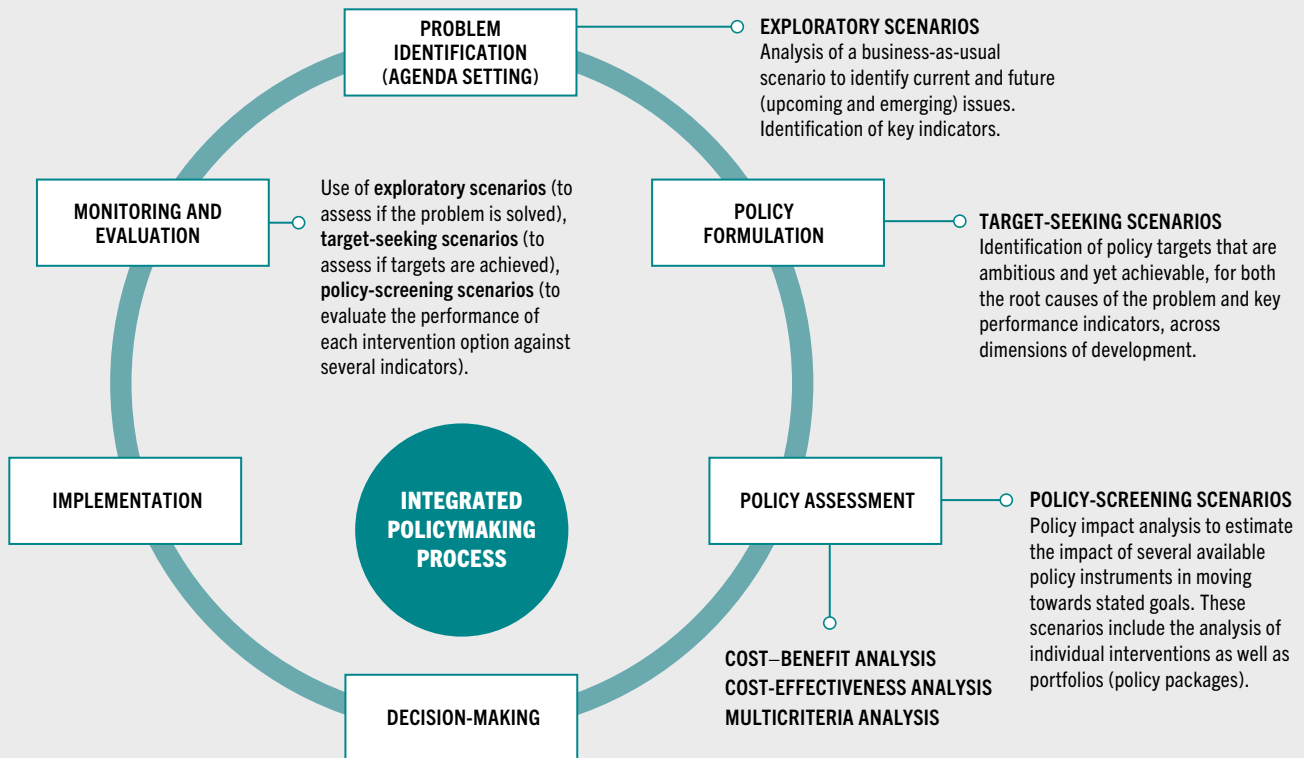 PROBLEM
IDENTIFICATION
(AGENDA SETTING)
EXPLORATORY SCENARIOS
Analysis of a business-as-usual
scenario to identify current and future
(upcoming and emerging) issues.
Identification of key indicators.
MONITORING AND
EVALUATION
Use of exploratory scenarios (to
assess if the problem is solved),
target-seeking scenarios (to
assess if targets are achieved),
policy-screening scenarios (to
evaluate the performance of
each intervention option against
several indicators).
POLICY
FORMULATION
TARGET-SEEKING SCENARIOS
Identification of policy targets that are
ambitious and yet achievable, for both
the root causes of the problem and key
performance indicators, across
dimensions of development.
IMPLEMENTATION
INTEGRATED
POLICYMAKING
PROCESS
POLICY ASSESSMENT
POLICY-SCREENING SCENARIOS
Policy impact analysis to estimate
the impact of several available
policy instruments in moving
towards stated goals. These
scenarios include the analysis of
individual interventions as well as
portfolios (policy packages).
COST–BENEFIT ANALYSIS
COST-EFFECTIVENESS ANALYSIS
MULTICRITERIA ANALYSIS
DECISION-MAKING